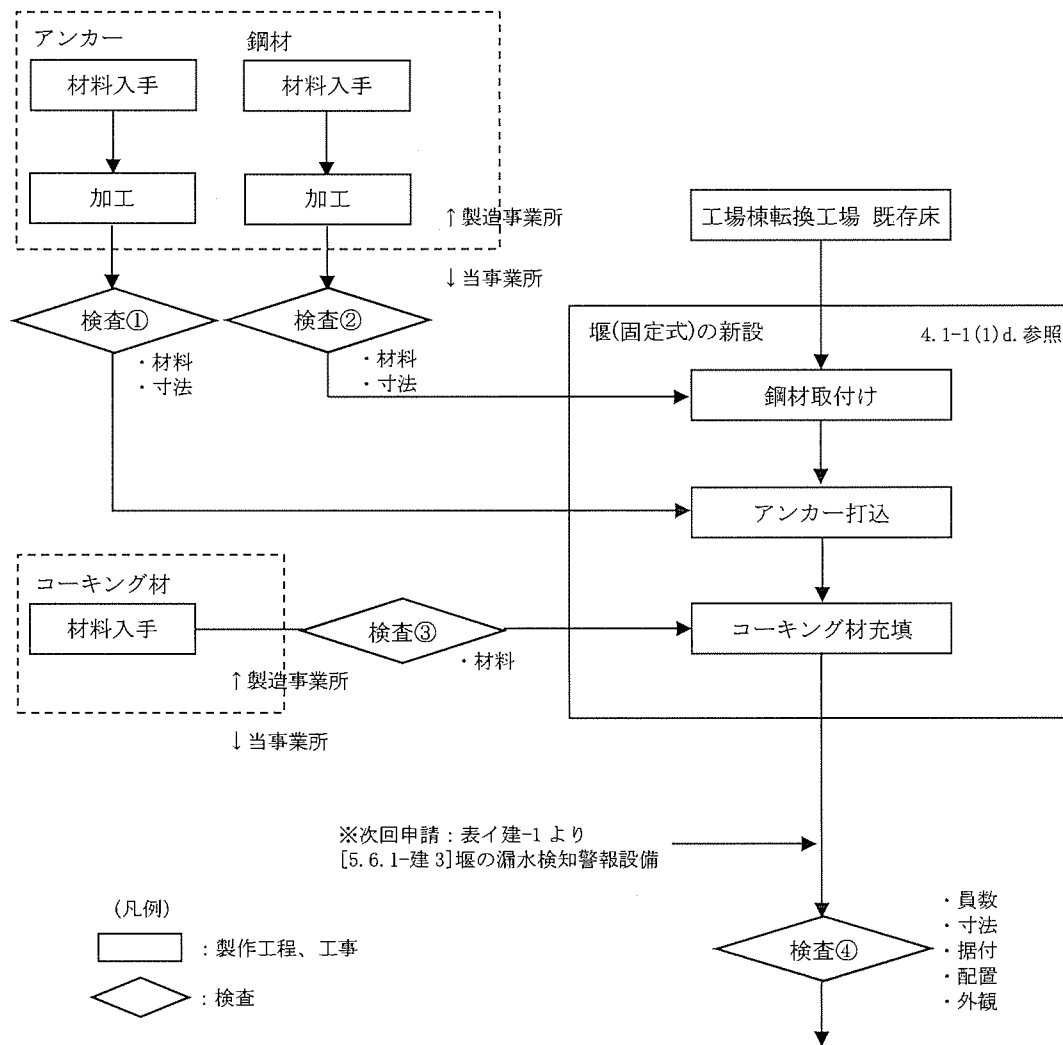 アンカー
鋼材
材料入手
材料入手
加工
加工
↑製造事業所
↓当事業所
検査①
・材料
・寸法
検査②
・材料
・寸法
工場棟転換工場 既存床
堰(固定式)の新設
4.1-1(1)d.参照
鋼材取付け
アンカー打込
コーキング材
材料入手
検査③
・材料
コーキング材充填
↑製造事業所
↓当事業所
※次回申請：表イ建-1 より
[5.6.1-建 3]堰の漏水検知警報設備
検査④
・員数
・寸法
・据付
・配置
・外観
(凡例)
：製作工程、工事
：検査